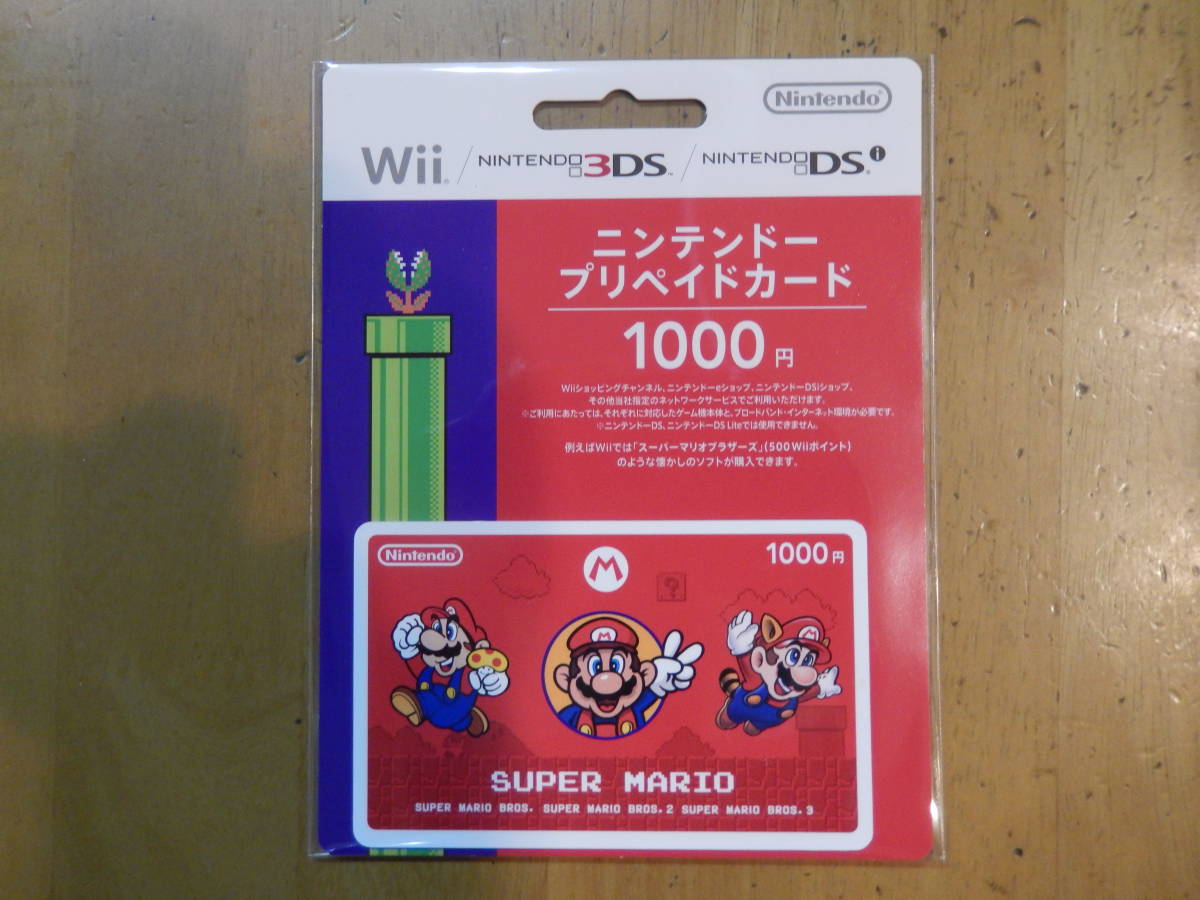 Nintendo
Wii / NINTENDO 3DS™ / NINTENDO DSi
ニンテンドー
プリペイドカード
1000円
Wiiショッピングチャンネル、ニンテンドーeショップ、ニンテンドーDSiショップ、
その他当社指定のネットワークサービスでご利用いただけます。
※ご利用にあたっては、それぞれに対応したゲーム機本体と、ブロードバンド・インターネット環境が必要です。
※ニンテンドーDS、ニンテンドーDS Liteでは使用できません。
例えばWiiでは「スーパーマリオブラザーズ」(500 Wiiポイント)
のような懐かしのソフトが購入できます。
Nintendo
M
1000円
?
M
M
M
SUPER MARIO
SUPER MARIO BROS. SUPER MARIO BROS.2 SUPER MARIO BROS.3